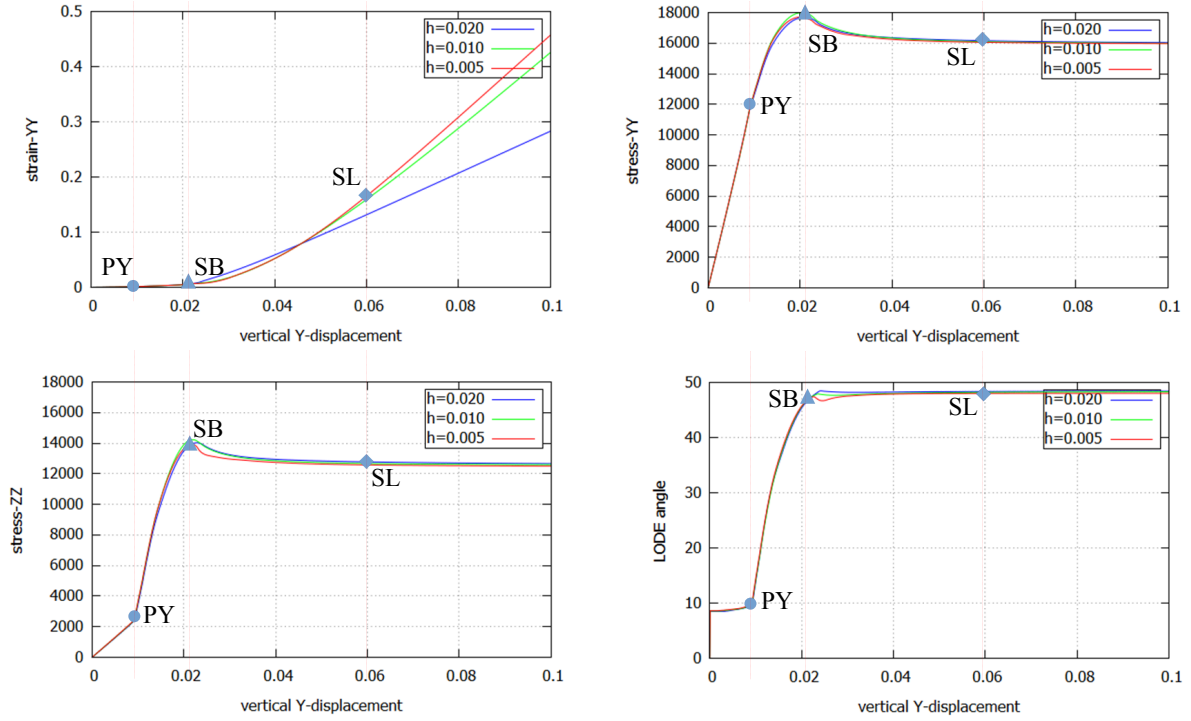 0.5
0.4
0.3
0.2
0.1
0
strain-YY
h=0.020
h=0.010
h=0.005
PY
SB
SL
0 0.02 0.04 0.06 0.08 0.1
vertical Y-displacement
18000
16000
14000
12000
10000
8000
6000
4000
2000
0
stress-YY
h=0.020
h=0.010
h=0.005
PY
SB
SL
0 0.02 0.04 0.06 0.08 0.1
vertical Y-displacement
18000
16000
14000
12000
10000
8000
6000
4000
2000
0
stress-ZZ
h=0.020
h=0.010
h=0.005
PY
SB
SL
0 0.02 0.04 0.06 0.08 0.1
vertical Y-displacement
50
40
30
20
10
0
LODE angle
h=0.020
h=0.010
h=0.005
PY
SB
SL
0 0.02 0.04 0.06 0.08 0.1
vertical Y-displacement